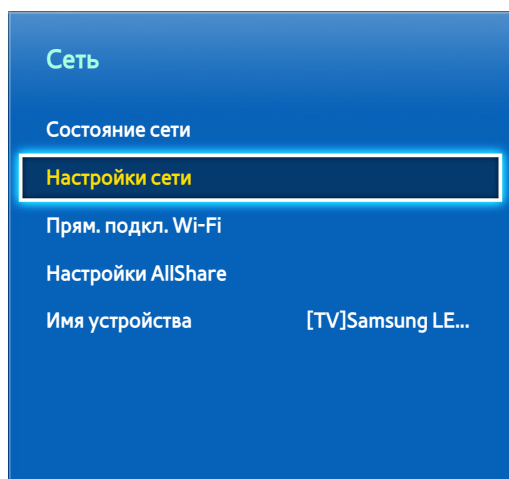 Сеть
Состояние сети
Настройки сети
Прям. подкл. Wi-Fi
Настройки AllShare
Имя устройства [TV]Samsung LE...